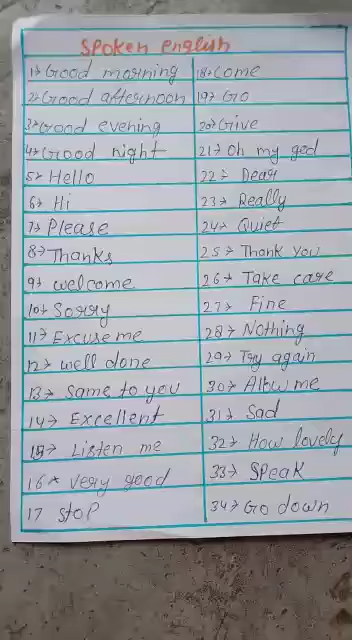 Spoken English
1> Good morning
2> Good afternoon
3> Good evening
4> Good night
5> Hello
6> Hi
7> Please
8> Thanks
9> welcome
10> Sorry
11> Excuse me
12> well done
13> Same to you
14> Excellent
15> Listen me
16* very good
17 Stop
18> Come
19> Go
20> Give
21> Oh my god
22> Dear
23> Really
24> Quiet
25> Thank you
26> Take care
27> Fine
28> Nothing
29> Try again
30> Allow me
31> Sad
32> How lovely
33> Speak
34> Go down